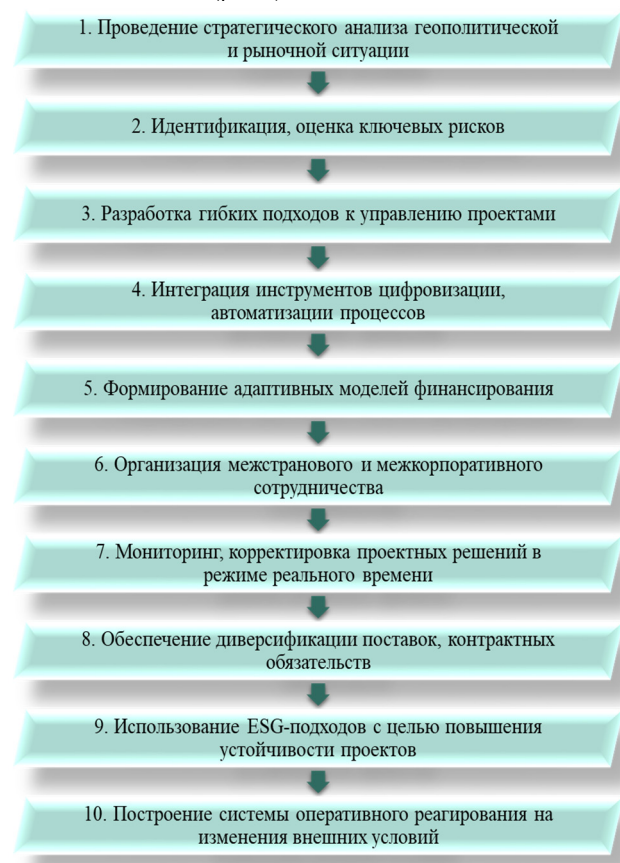 1. Проведение стратегического анализа геополитической
и рыночной ситуации
2. Идентификация, оценка ключевых рисков
3. Разработка гибких подходов к управлению проектами
4. Интеграция инструментов цифровизации,
автоматизации процессов
5. Формирование адаптивных моделей финансирования
6. Организация межстранового и межкорпоративного
сотрудничества
7. Мониторинг, корректировка проектных решений в
режиме реального времени
8. Обеспечение диверсификации поставок, контрактных
обязательств
9. Использование ESG-подходов с целью повышения
устойчивости проектов
10. Построение системы оперативного реагирования на
изменения внешних условий